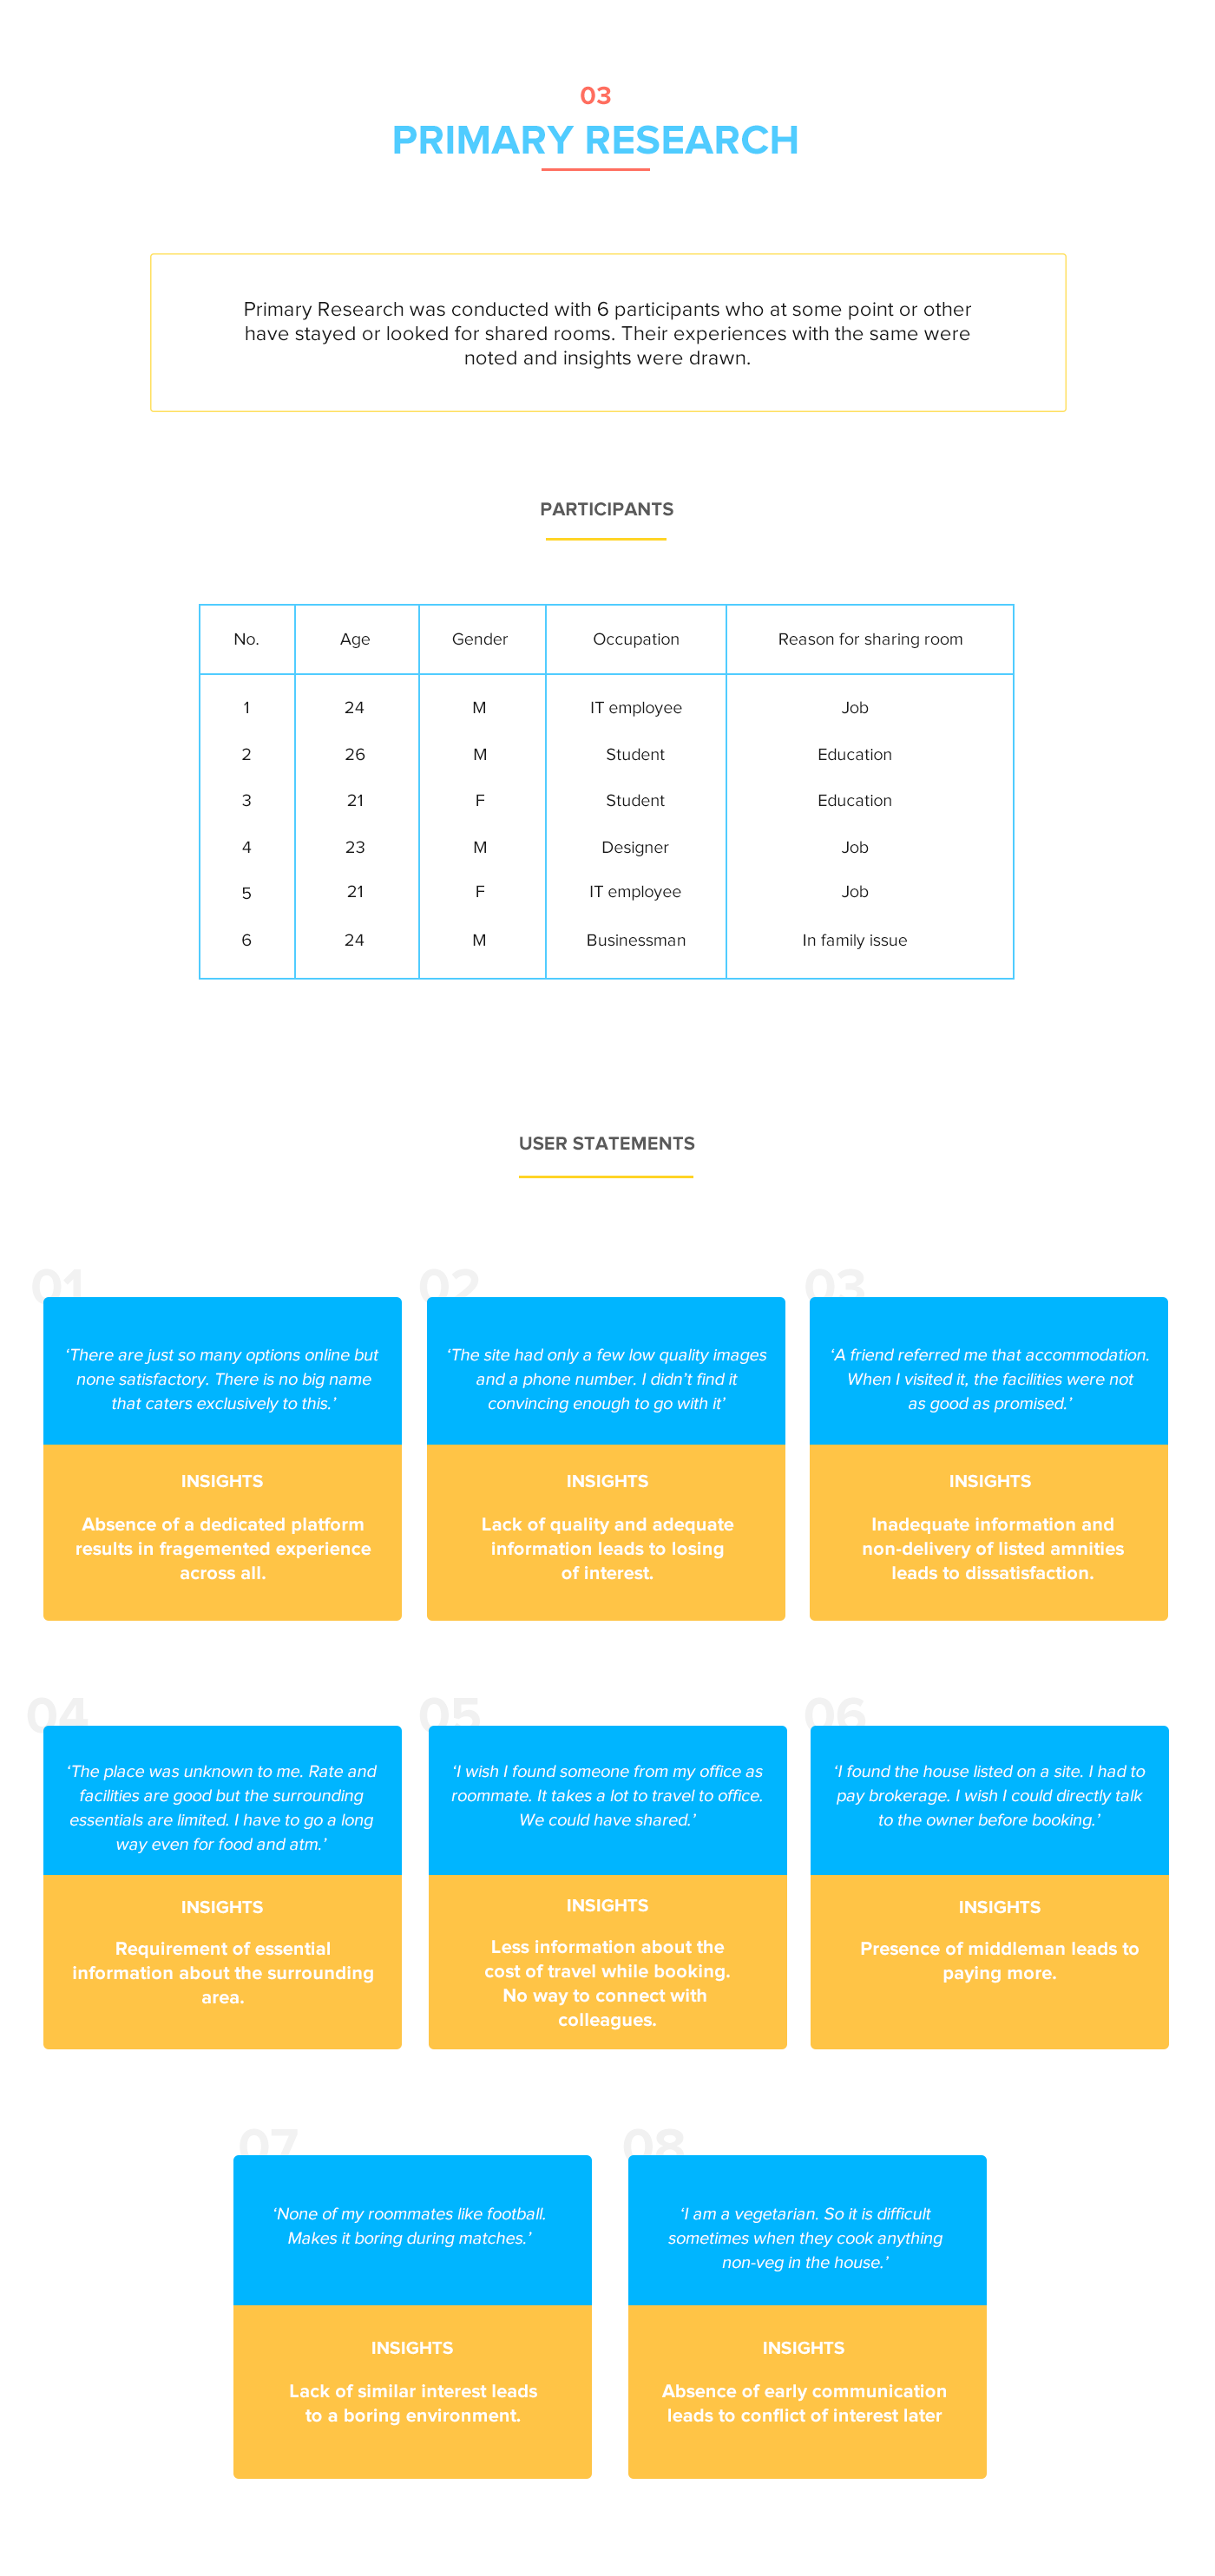 03
PRIMARY RESEARCH
Primary Research was conducted with 6 participants who at some point or other
have stayed or looked for shared rooms. Their experiences with the same were
noted and insights were drawn.
PARTICIPANTS
No. Age Gender Occupation Reason for sharing room
1 24 M IT employee Job
2 26 M Student Education
3 21 F Student Education
4 23 M Designer Job
5 21 F IT employee Job
6 24 M Businessman In family issue
USER STATEMENTS
01
‘There are just so many options online but
none satisfactory. There is no big name
that caters exclusively to this.’
INSIGHTS
Absence of a dedicated platform
results in fragemented experience
across all.
02
‘The site had only a few low quality images
and a phone number. I didn’t find it
convincing enough to go with it’
INSIGHTS
Lack of quality and adequate
information leads to losing
of interest.
03
‘A friend referred me that accommodation.
When I visited it, the facilities were not
as good as promised.’
INSIGHTS
Inadequate information and
non-delivery of listed amnities
leads to dissatisfaction.
04
‘The place was unknown to me. Rate and
facilities are good but the surrounding
essentials are limited. I have to go a long
way even for food and atm.’
INSIGHTS
Requirement of essential
information about the surrounding
area.
05
‘I wish I found someone from my office as
roommate. It takes a lot to travel to office.
We could have shared.’
INSIGHTS
Less information about the
cost of travel while booking.
No way to connect with
colleagues.
06
‘I found the house listed on a site. I had to
pay brokerage. I wish I could directly talk
to the owner before booking.’
INSIGHTS
Presence of middleman leads to
paying more.
07
‘None of my roommates like football.
Makes it boring during matches.’
INSIGHTS
Lack of similar interest leads
to a boring environment.
08
‘I am a vegetarian. So it is difficult
sometimes when they cook anything
non-veg in the house.’
INSIGHTS
Absence of early communication
leads to conflict of interest later